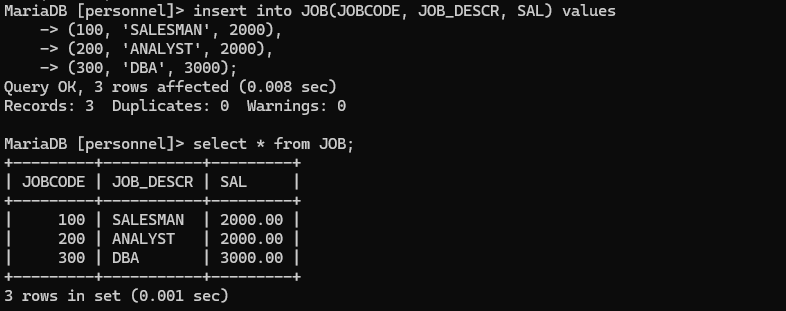 MariaDB [personnel]> insert into JOB(JOBCODE, JOB_DESCR, SAL) values
    -> (100, 'SALESMAN', 2000),
    -> (200, 'ANALYST', 2000),
    -> (300, 'DBA', 3000);
Query OK, 3 rows affected (0.008 sec)
Records: 3  Duplicates: 0  Warnings: 0

MariaDB [personnel]> select * from JOB;
+---------+-----------+---------+
| JOBCODE | JOB_DESCR | SAL     |
+---------+-----------+---------+
|     100 | SALESMAN  | 2000.00 |
|     200 | ANALYST   | 2000.00 |
|     300 | DBA       | 3000.00 |
+---------+-----------+---------+
3 rows in set (0.001 sec)